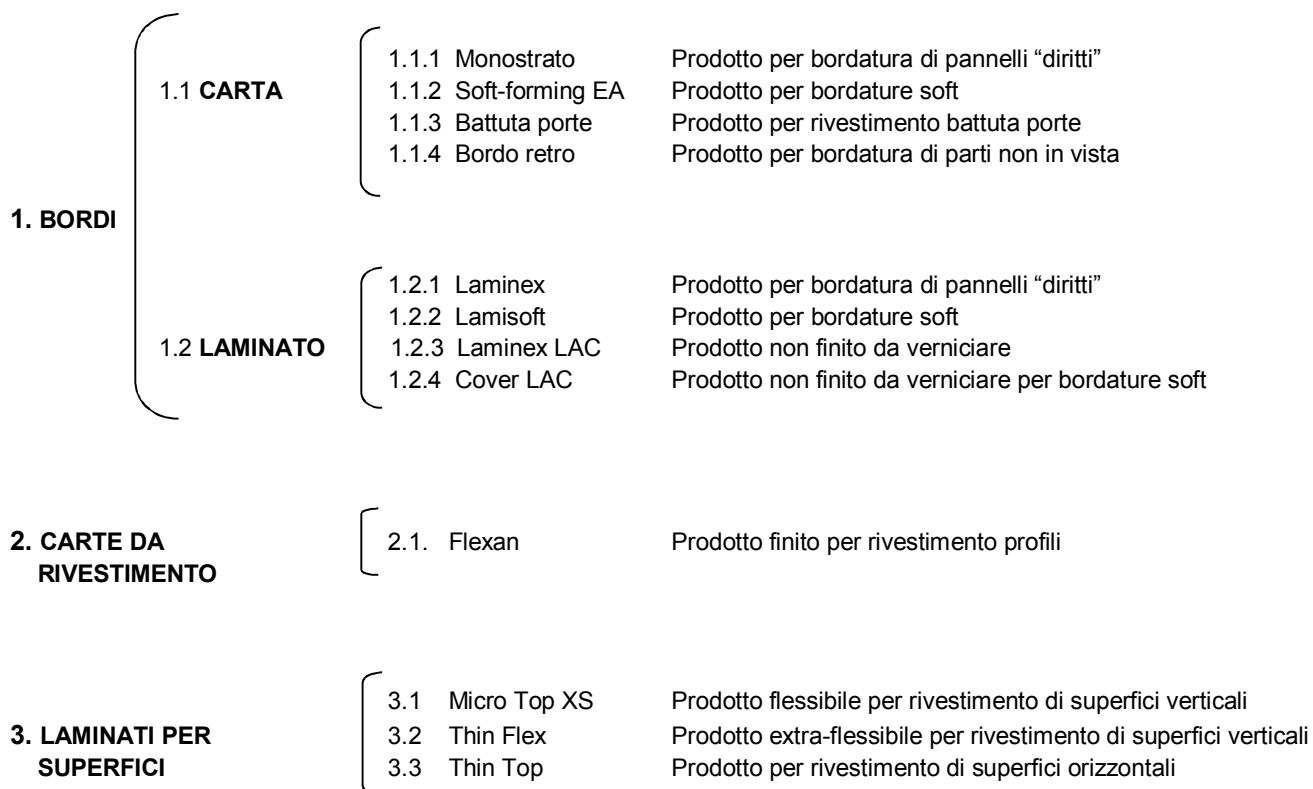 1.1.1 Monostrato Prodotto per bordatura di pannelli “diritti”
1.1 CARTA 1.1.2 Soft-forming EA Prodotto per bordature soft
1.1.3 Battuta porte Prodotto per rivestimento battuta porte
1.1.4 Bordo retro Prodotto per bordatura di parti non in vista
1. BORDI
1.2.1 Laminex Prodotto per bordatura di pannelli “diritti”
1.2.2 Lamisoft Prodotto per bordature soft
1.2 LAMINATO 1.2.3 Laminex LAC Prodotto non finito da verniciare
1.2.4 Cover LAC Prodotto non finito da verniciare per bordature soft
2. CARTE DA 2.1. Flexan Prodotto finito per rivestimento profili
RIVESTIMENTO
3.1 Micro Top XS Prodotto flessibile per rivestimento di superfici verticali
3. LAMINATI PER 3.2 Thin Flex Prodotto extra-flessibile per rivestimento di superfici verticali
SUPERFICI 3.3 Thin Top Prodotto per rivestimento di superfici orizzontali